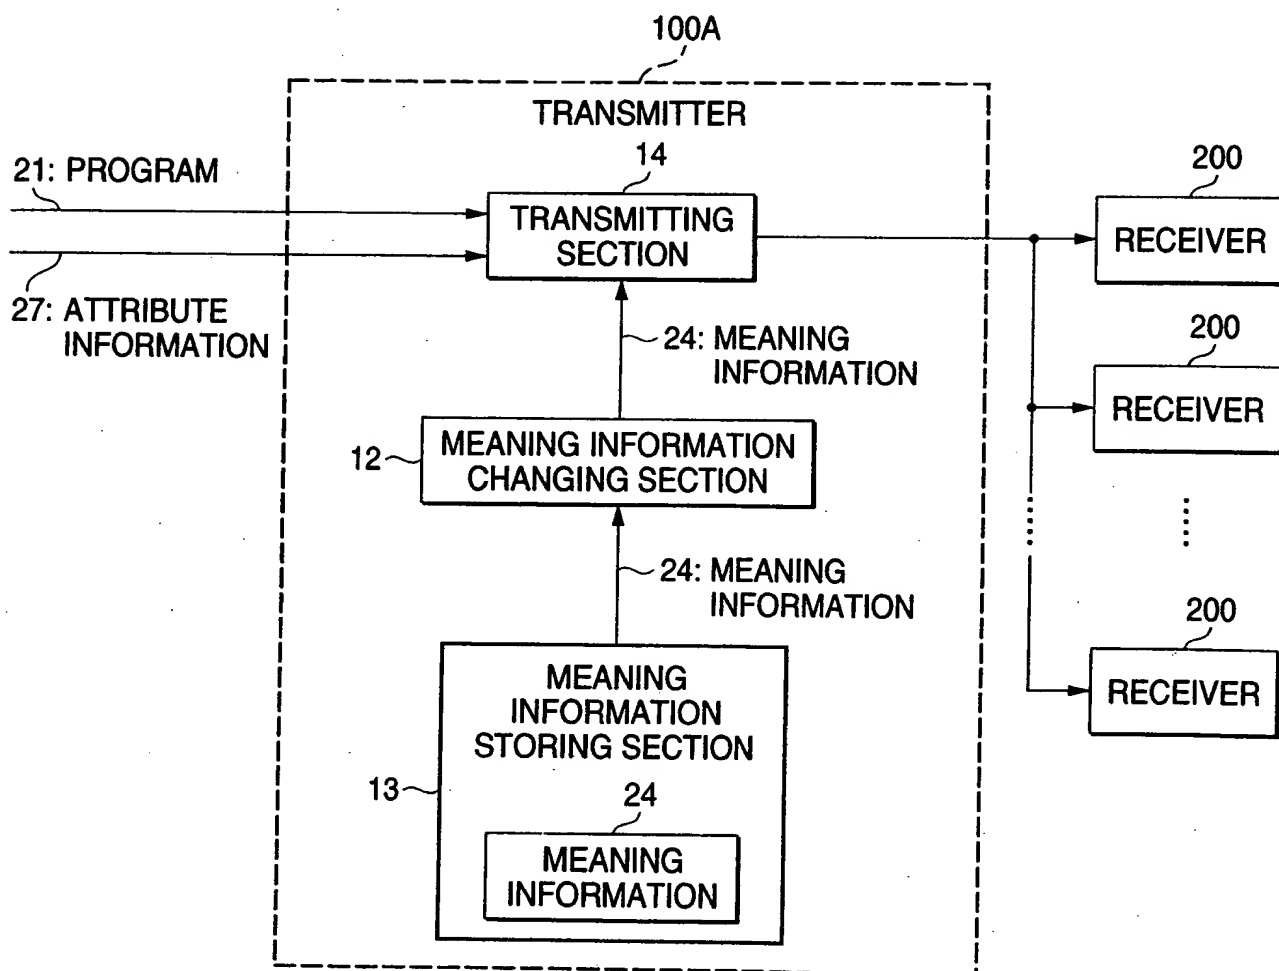 100A
TRANSMITTER
21: PROGRAM
14
200
TRANSMITTING
SECTION
RECEIVER
27: ATTRIBUTE
INFORMATION
24: MEANING
INFORMATION
200
RECEIVER
12
MEANING INFORMATION
CHANGING SECTION
24: MEANING
INFORMATION
200
RECEIVER
MEANING
INFORMATION
STORING SECTION
13
24
MEANING
INFORMATION